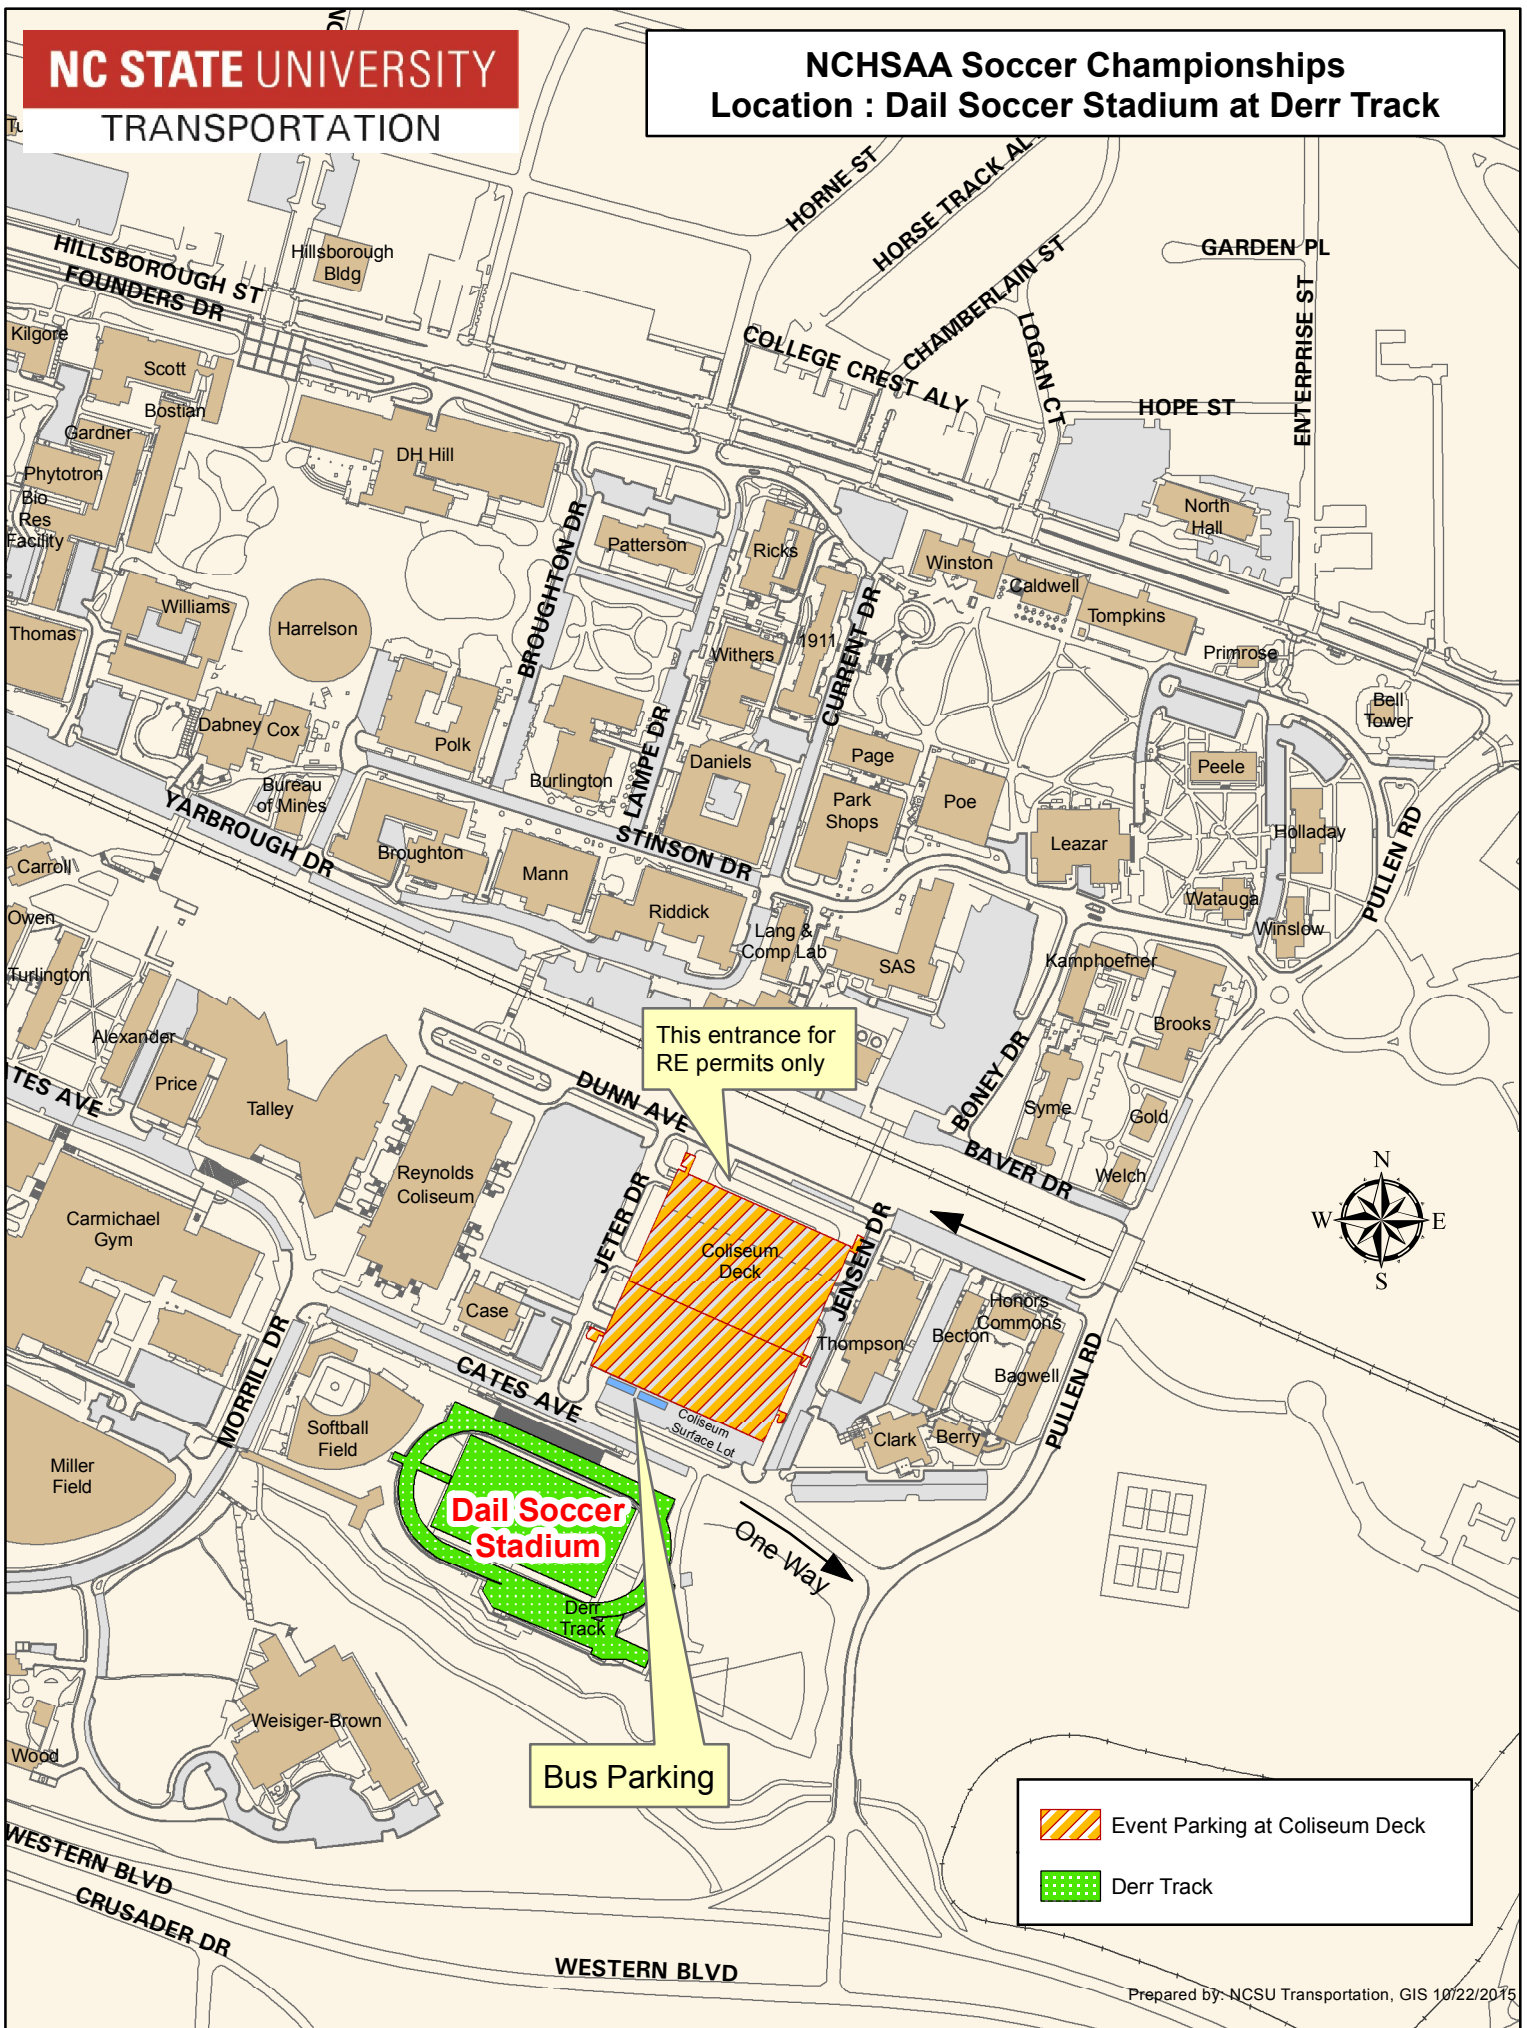 NC STATE UNIVERSITY
TRANSPORTATION
NCHSAA Soccer Championships
Location : Dail Soccer Stadium at Derr Track
HORNE ST
HORSE TRACK AL
CHAMBERLAIN ST
GARDEN PL
HILLSBOROUGH ST
FOUNDERS DR
Hillsborough
Bldg
ENTERPRISE ST
LOGAN CT
COLLEGE CREST ALY
HOPE ST
Kilgore
Scott
Bostian
Gardner
DH Hill
Phytotron
Bio
Res
Facility
North
Hall
BROUGHTON DR
Patterson
Ricks
Winston
Caldwell
Tompkins
Williams
Harrelson
Thomas
Withers
1911
CURRENT DR
Primrose
Bell
Tower
Dabney
Cox
Polk
LAMPE DR
Burlington
Daniels
Page
Peele
Bureau
of Mines
Park
Shops
Poe
YARBROUGH DR
STINSON DR
Holladay
PULLEN RD
Carroll
Broughton
Mann
Leazar
Owen
Riddick
Watauga
Winslow
Lang &
Comp Lab
SAS
Kamphoefner
Turlington
Alexander
Brooks
This entrance for
RE permits only
Price
Talley
ATES AVE
DUNN AVE
BONEY DR
Syme
Gold
BAVER DR
Welch
Reynolds
Coliseum
JETER DR
Carmichael
Gym
Coliseum
Deck
JENSEN DR
N
W
E
S
Case
Honors
Commons
Becton
Thompson
Bagwell
PULLEN RD
MORRILL DR
CATES AVE
Softball
Field
Coliseum
Surface Lot
Clark
Berry
Miller
Field
Dail Soccer
Stadium
One Way
Derr
Track
Weisiger-Brown
Wood
Bus Parking
Event Parking at Coliseum Deck
Derr Track
WESTERN BLVD
CRUSADER DR
WESTERN BLVD
Prepared by: NCSU Transportation, GIS 10/22/2015